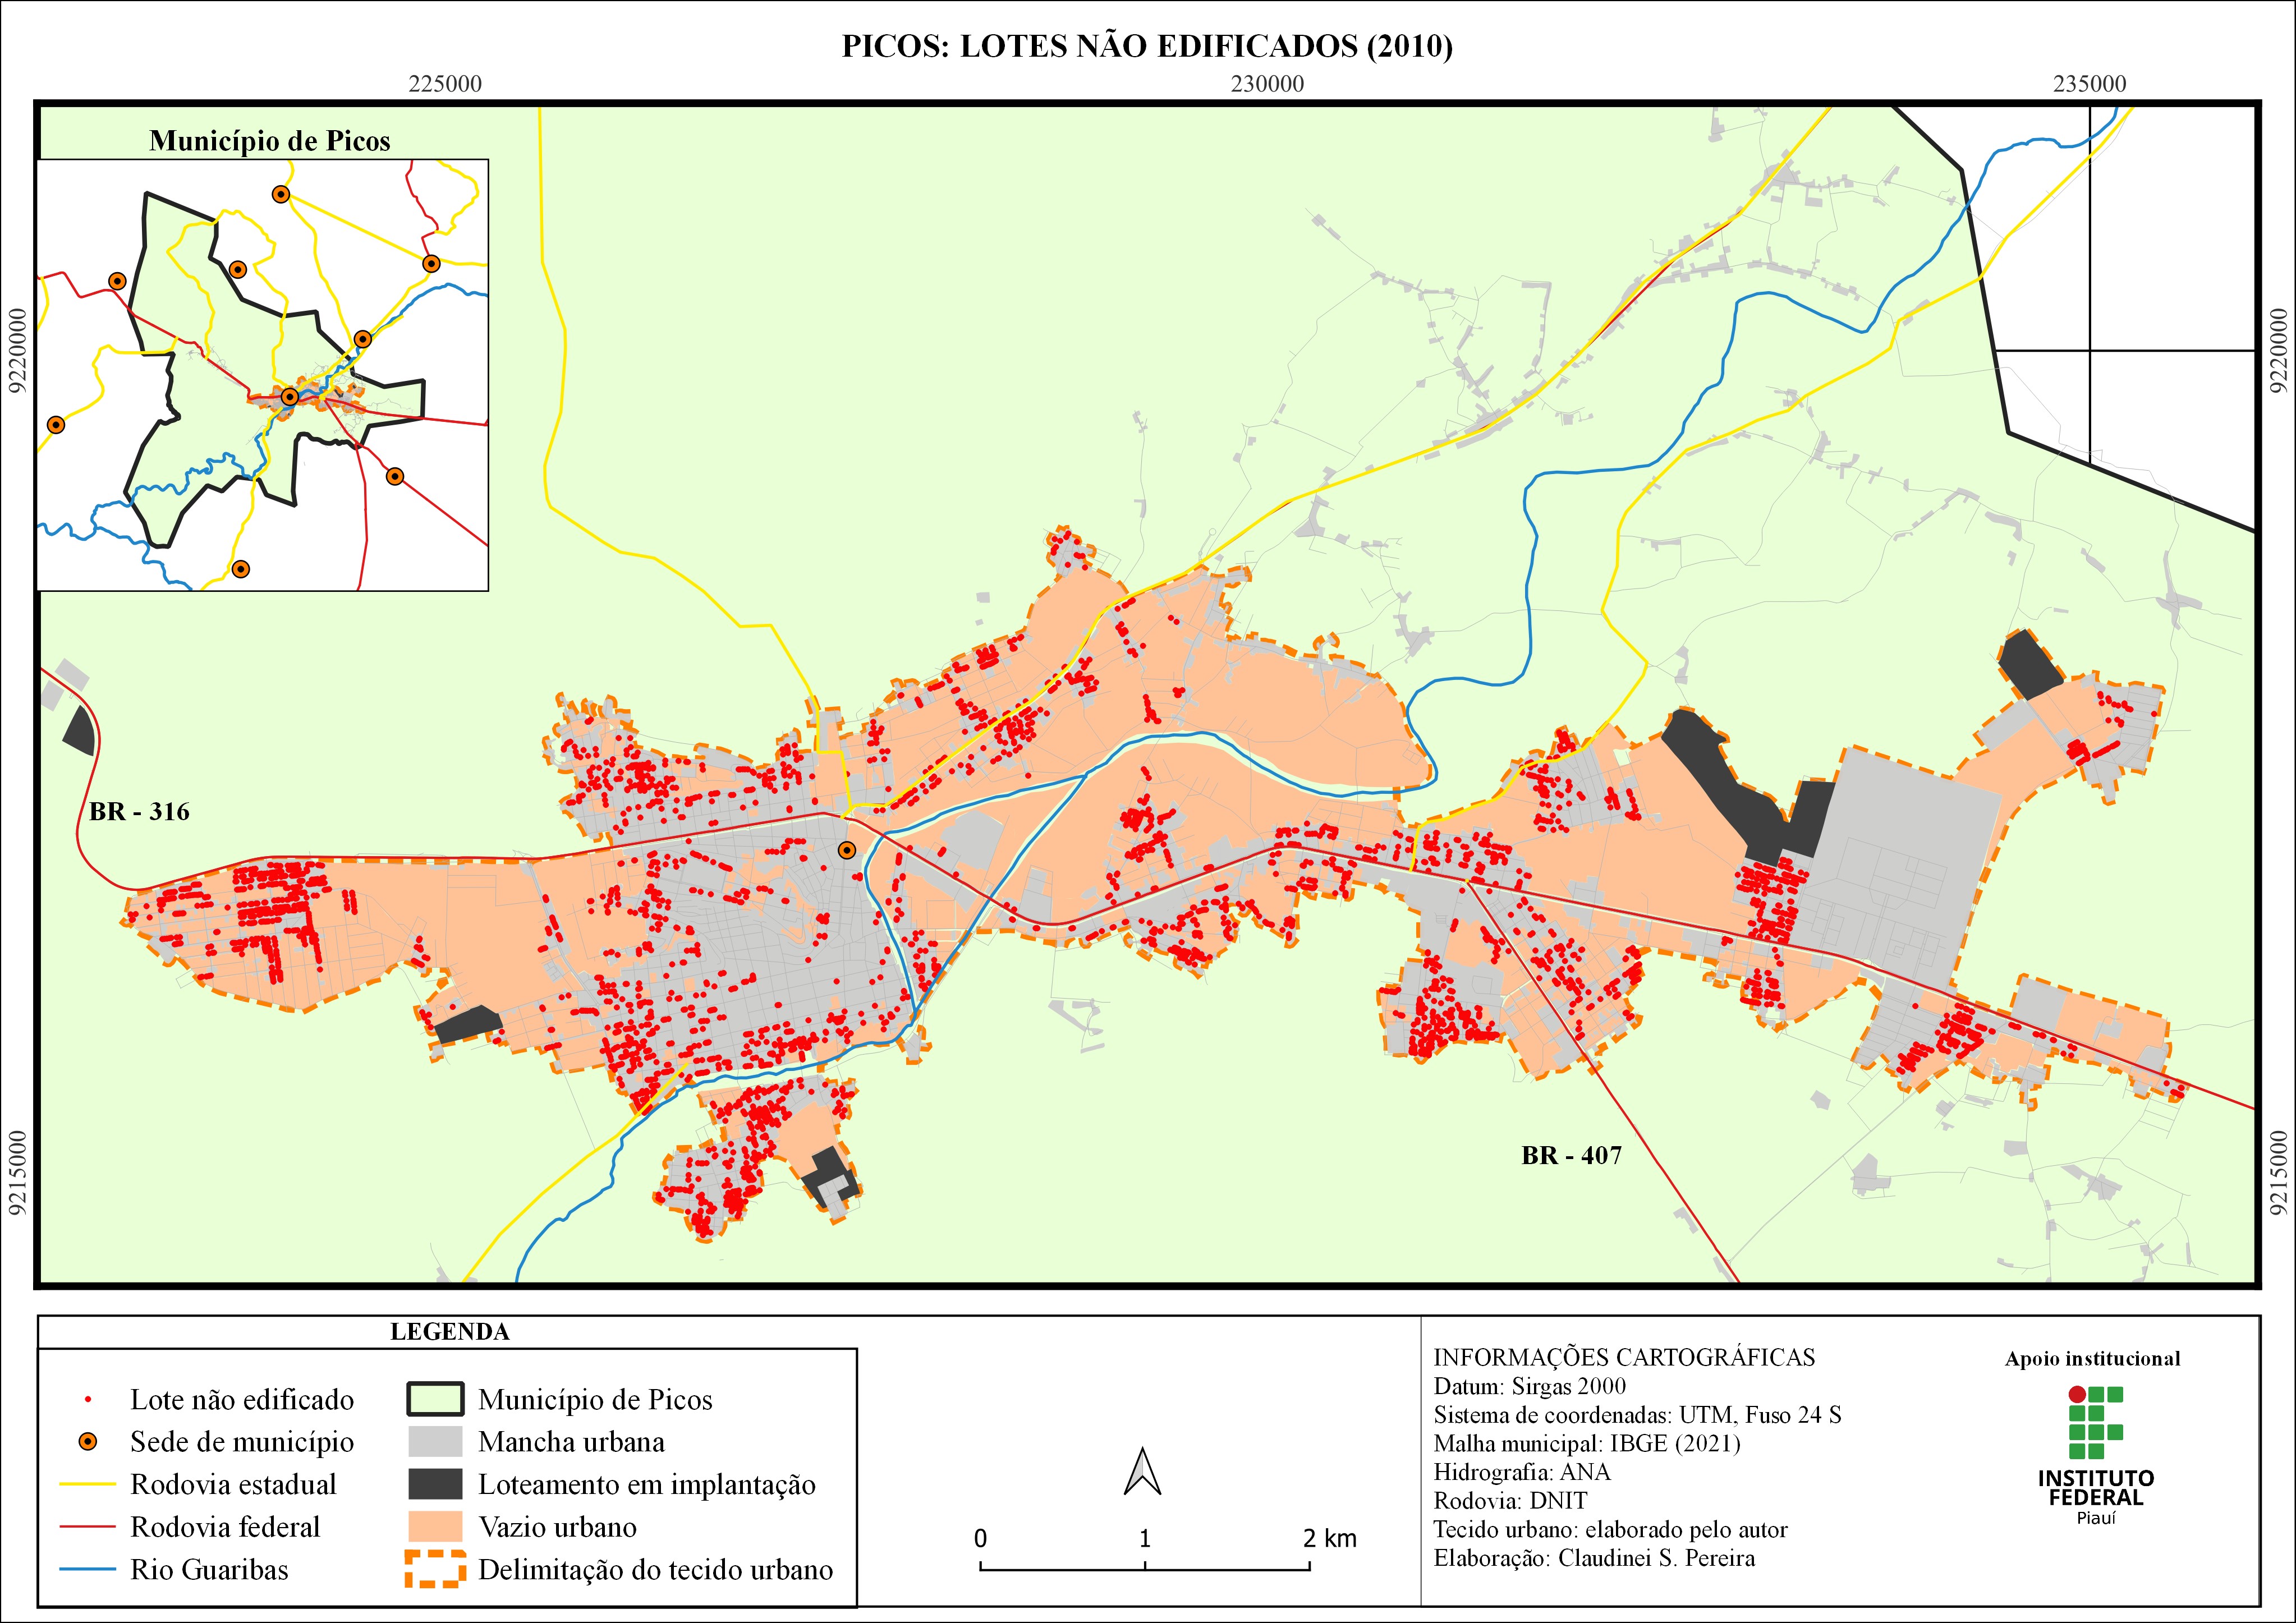 PICOS: LOTES NÃO EDIFICADOS (2010)
225000
230000
235000
Município de Picos
9220000
9220000
BR - 316
BR - 407
9215000
9215000
LEGENDA
Lote não edificado
Sede de município
Rodovia estadual
Rodovia federal
Rio Guaribas
Município de Picos
Mancha urbana
Loteamento em implantação
Vazio urbano
Delimitação do tecido urbano
0 1 2 km
INFORMAÇÕES CARTOGRÁFICAS
Datum: Sirgas 2000
Sistema de coordenadas: UTM, Fuso 24 S
Malha municipal: IBGE (2021)
Hidrografia: ANA
Rodovia: DNIT
Tecido urbano: elaborado pelo autor
Elaboração: Claudinei S. Pereira
Apoio institucional
INSTITUTO
FEDERAL
Piauí